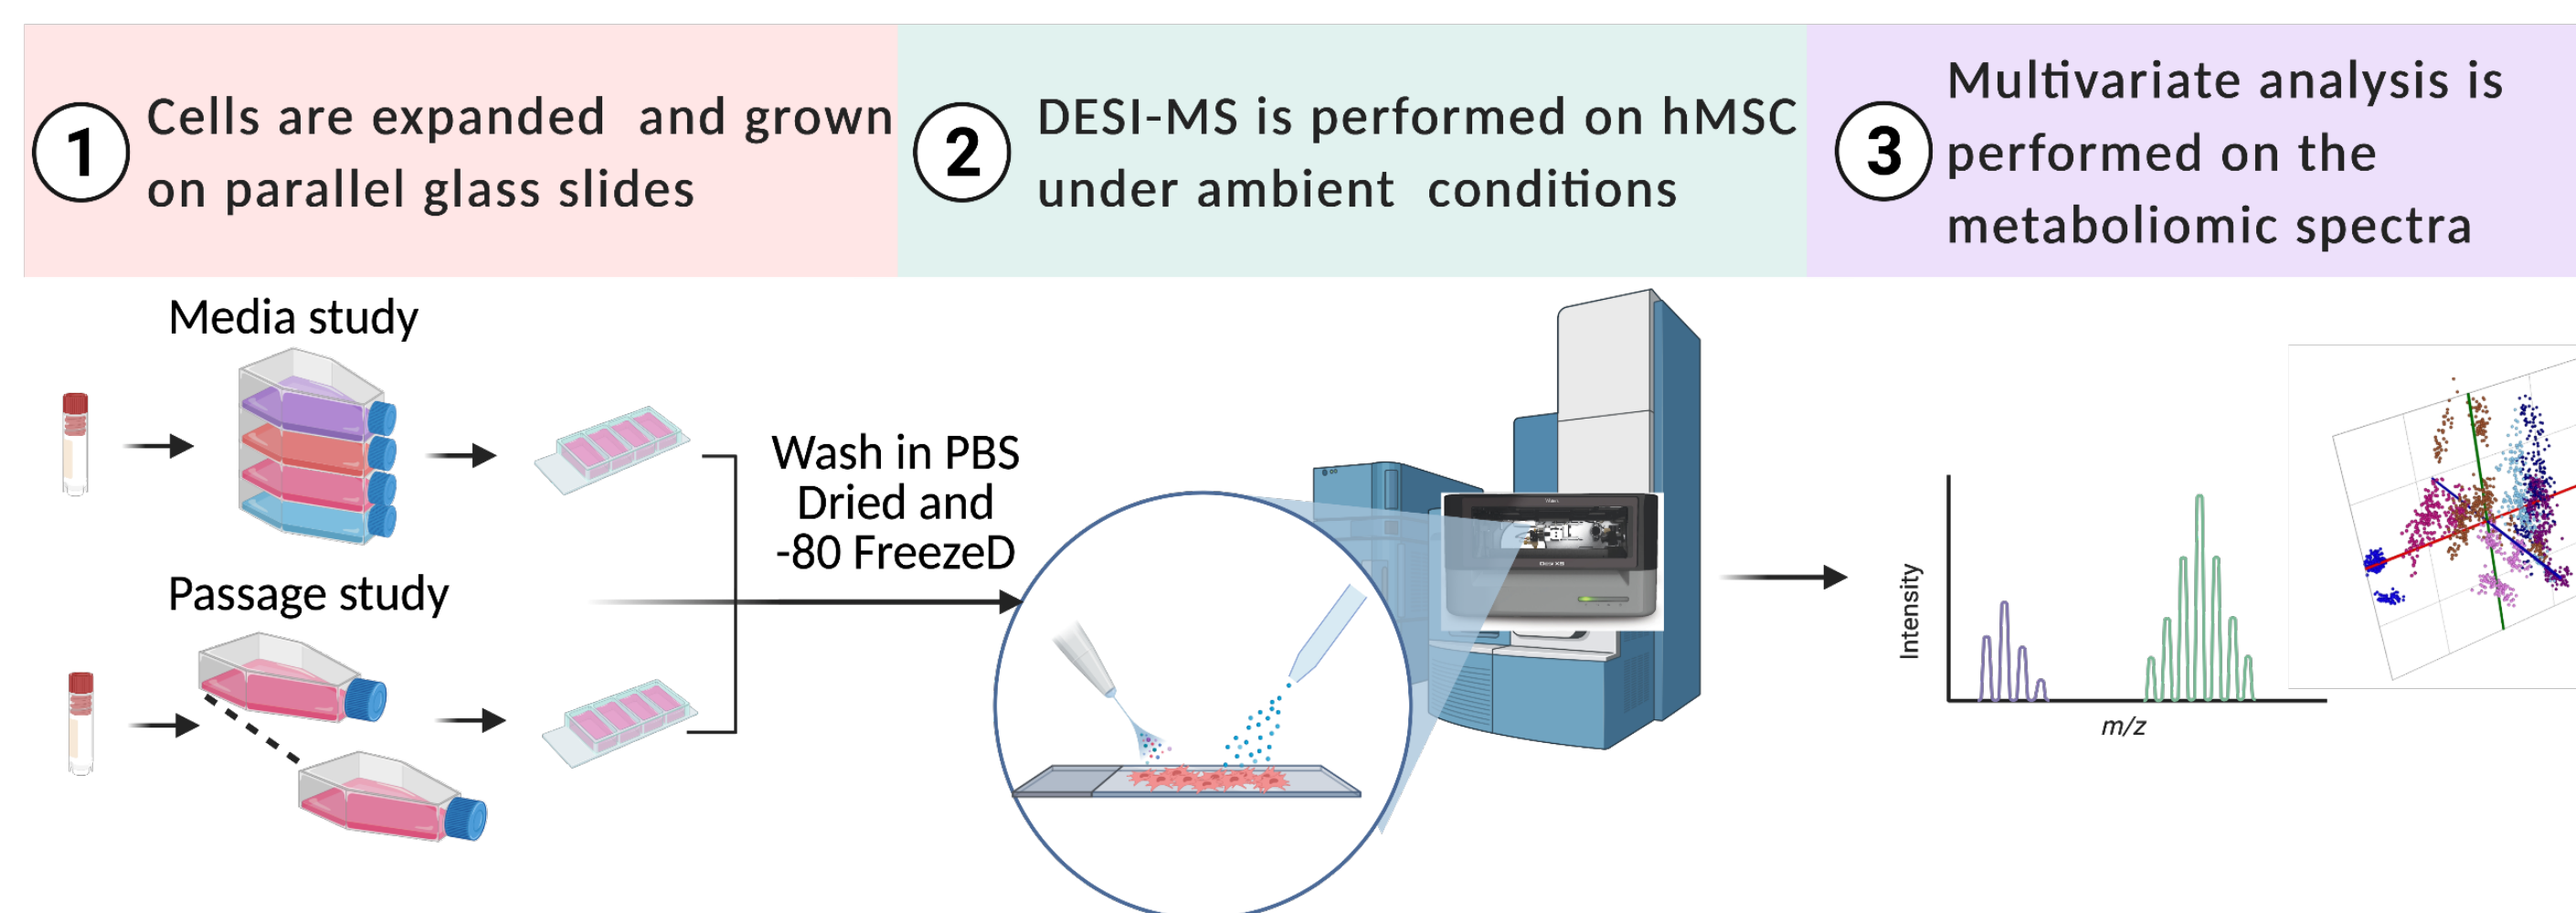 1
Cells are expanded and grown
on parallel glass slides
2
DESI-MS is performed on hMSC
under ambient conditions
3
Multivariate analysis is
performed on the
metaboliomic spectra
Media study
Wash in PBS
Dried and
-80 FreezeD
Passage study
Intensity
m/z